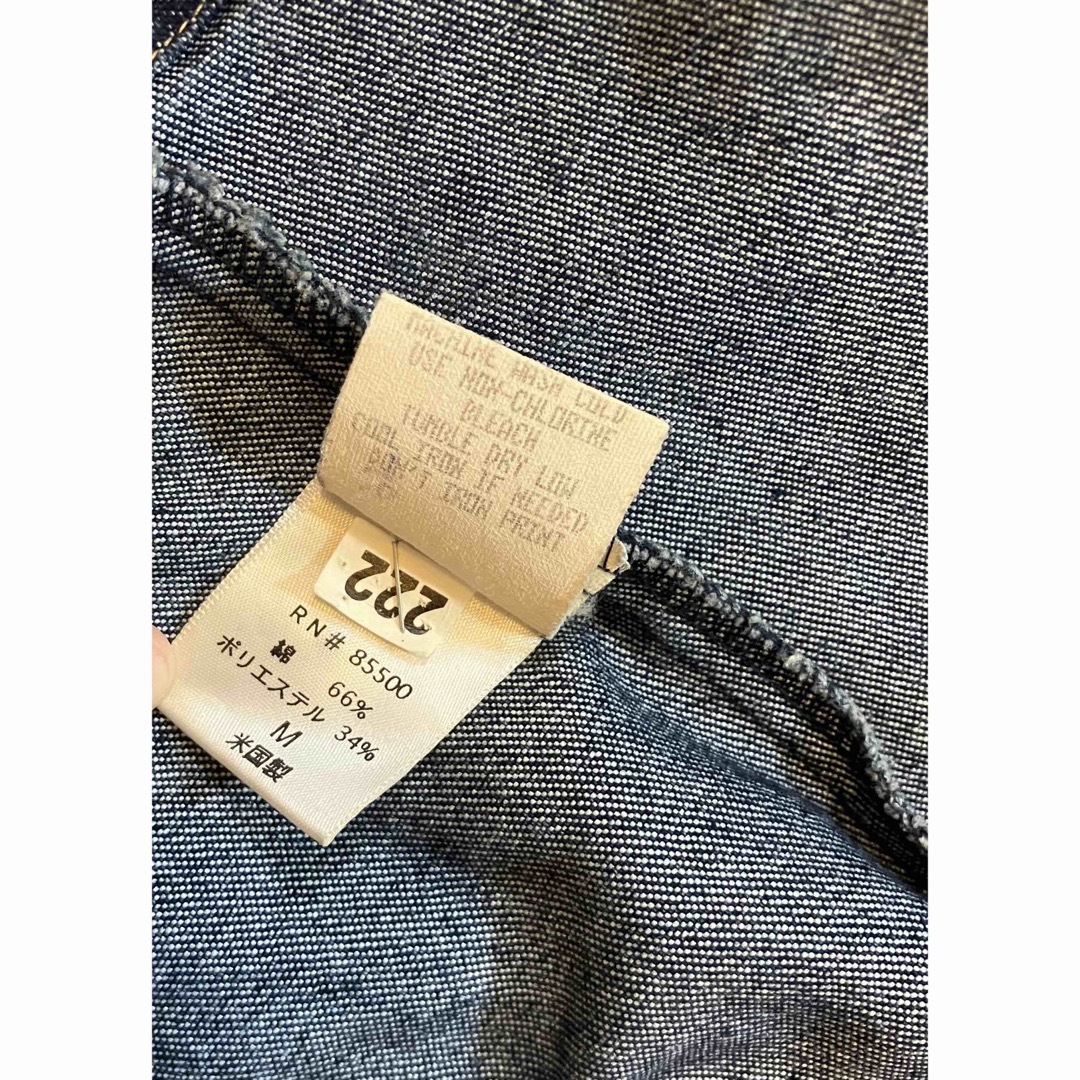 MACHINE WASH COLD
USE NON-CHLORINE
BLEACH
TUMBLE DRY LOW
COOL IRON IF NEEDED
DON'T IRON PRINT
222
RN# 85500
綿 66%
ポリエステル 34%
M
米国製